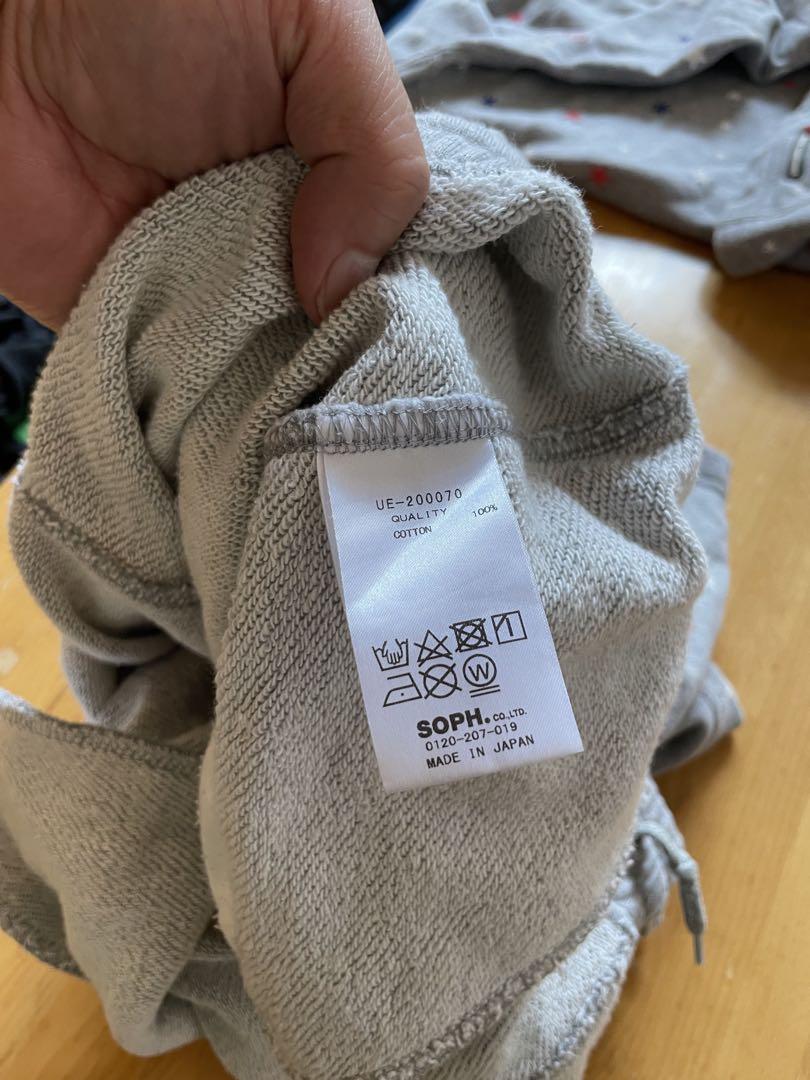 UE-200070
QUALITY
COTTON 100%
W
SOPH. CO.,LTD.
0120-207-019
MADE IN JAPAN